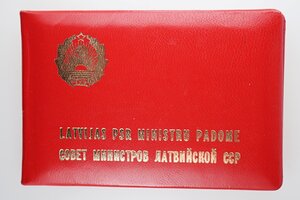 LATVIJAS PSR MINISTRU PADOME
СОВЕТ МИНИСТРОВ ЛАТВИЙСКОЙ ССР